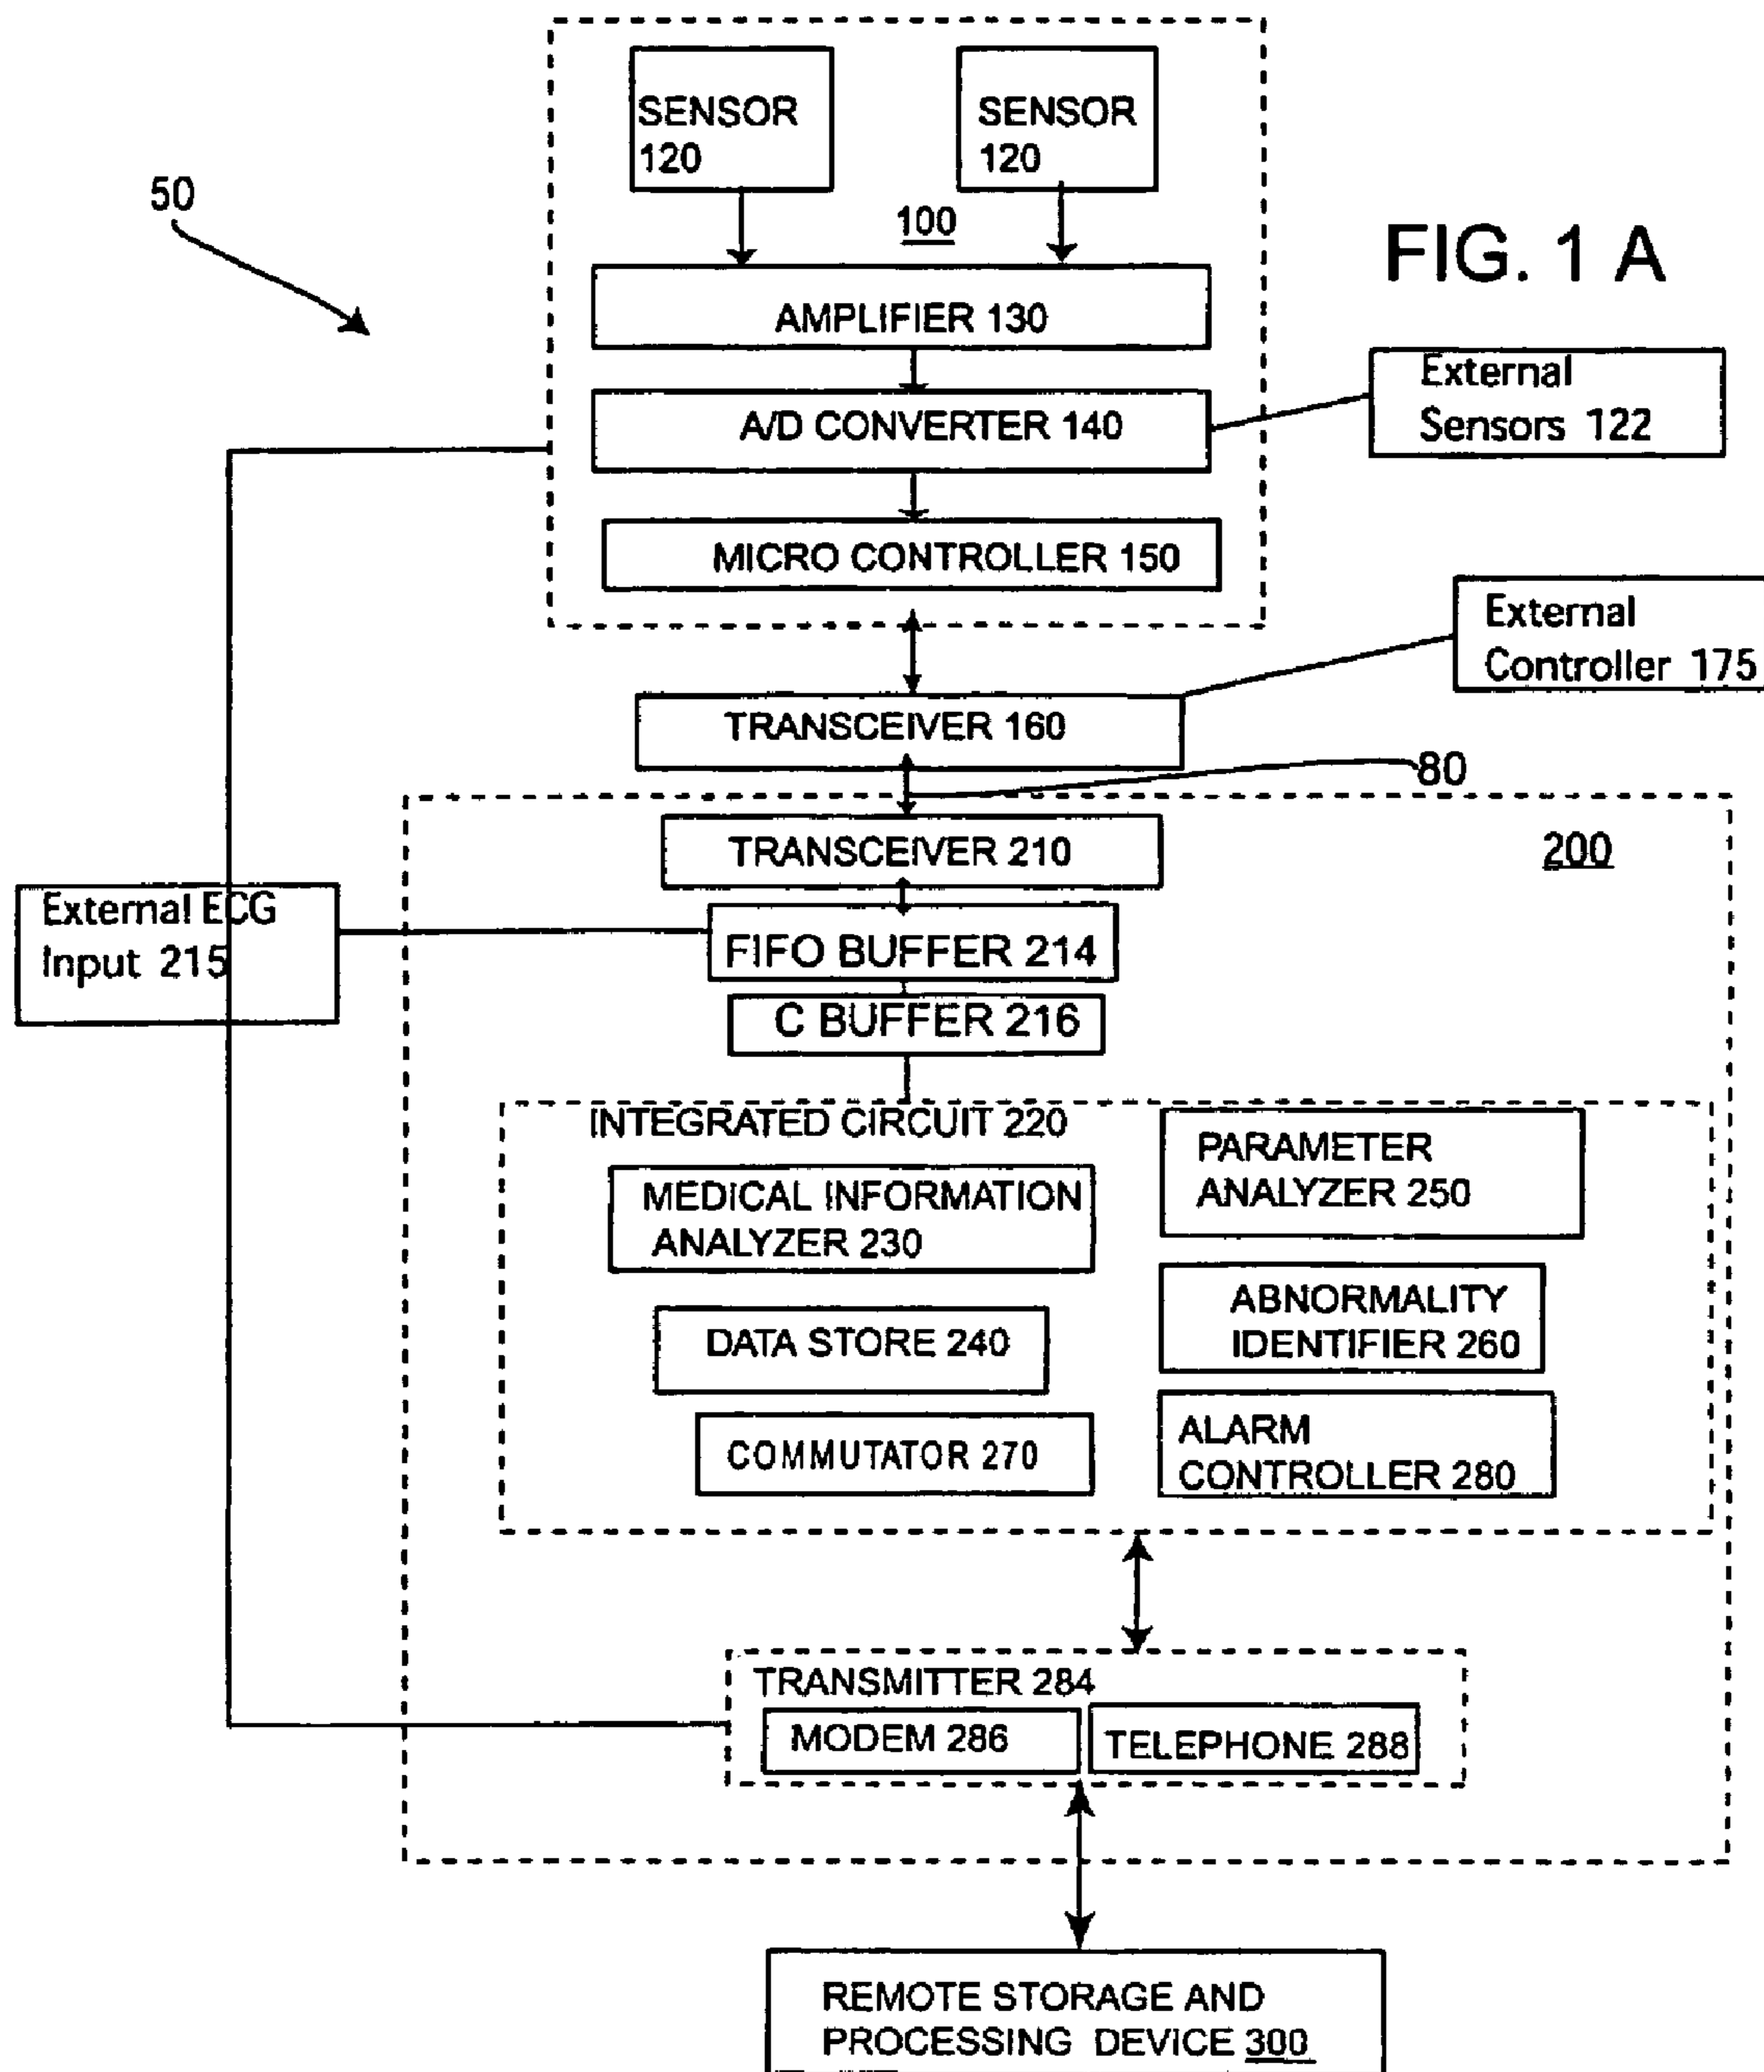 SENSOR
120
SENSOR
120
50
100
FIG. 1 A
AMPLIFIER 130
External
Sensors 122
A/D CONVERTER 140
MICRO CONTROLLER 150
External
Controller 175
TRANSCEIVER 160
80
TRANSCEIVER 210
200
External ECG
Input 215
FIFO BUFFER 214
C BUFFER 216
INTEGRATED CIRCUIT 220
MEDICAL INFORMATION
ANALYZER 230
PARAMETER
ANALYZER 250
DATA STORE 240
ABNORMALITY
IDENTIFIER 260
COMMUTATOR 270
ALARM
CONTROLLER 280
TRANSMITTER 284
MODEM 286
TELEPHONE 288
REMOTE STORAGE AND
PROCESSING DEVICE 300